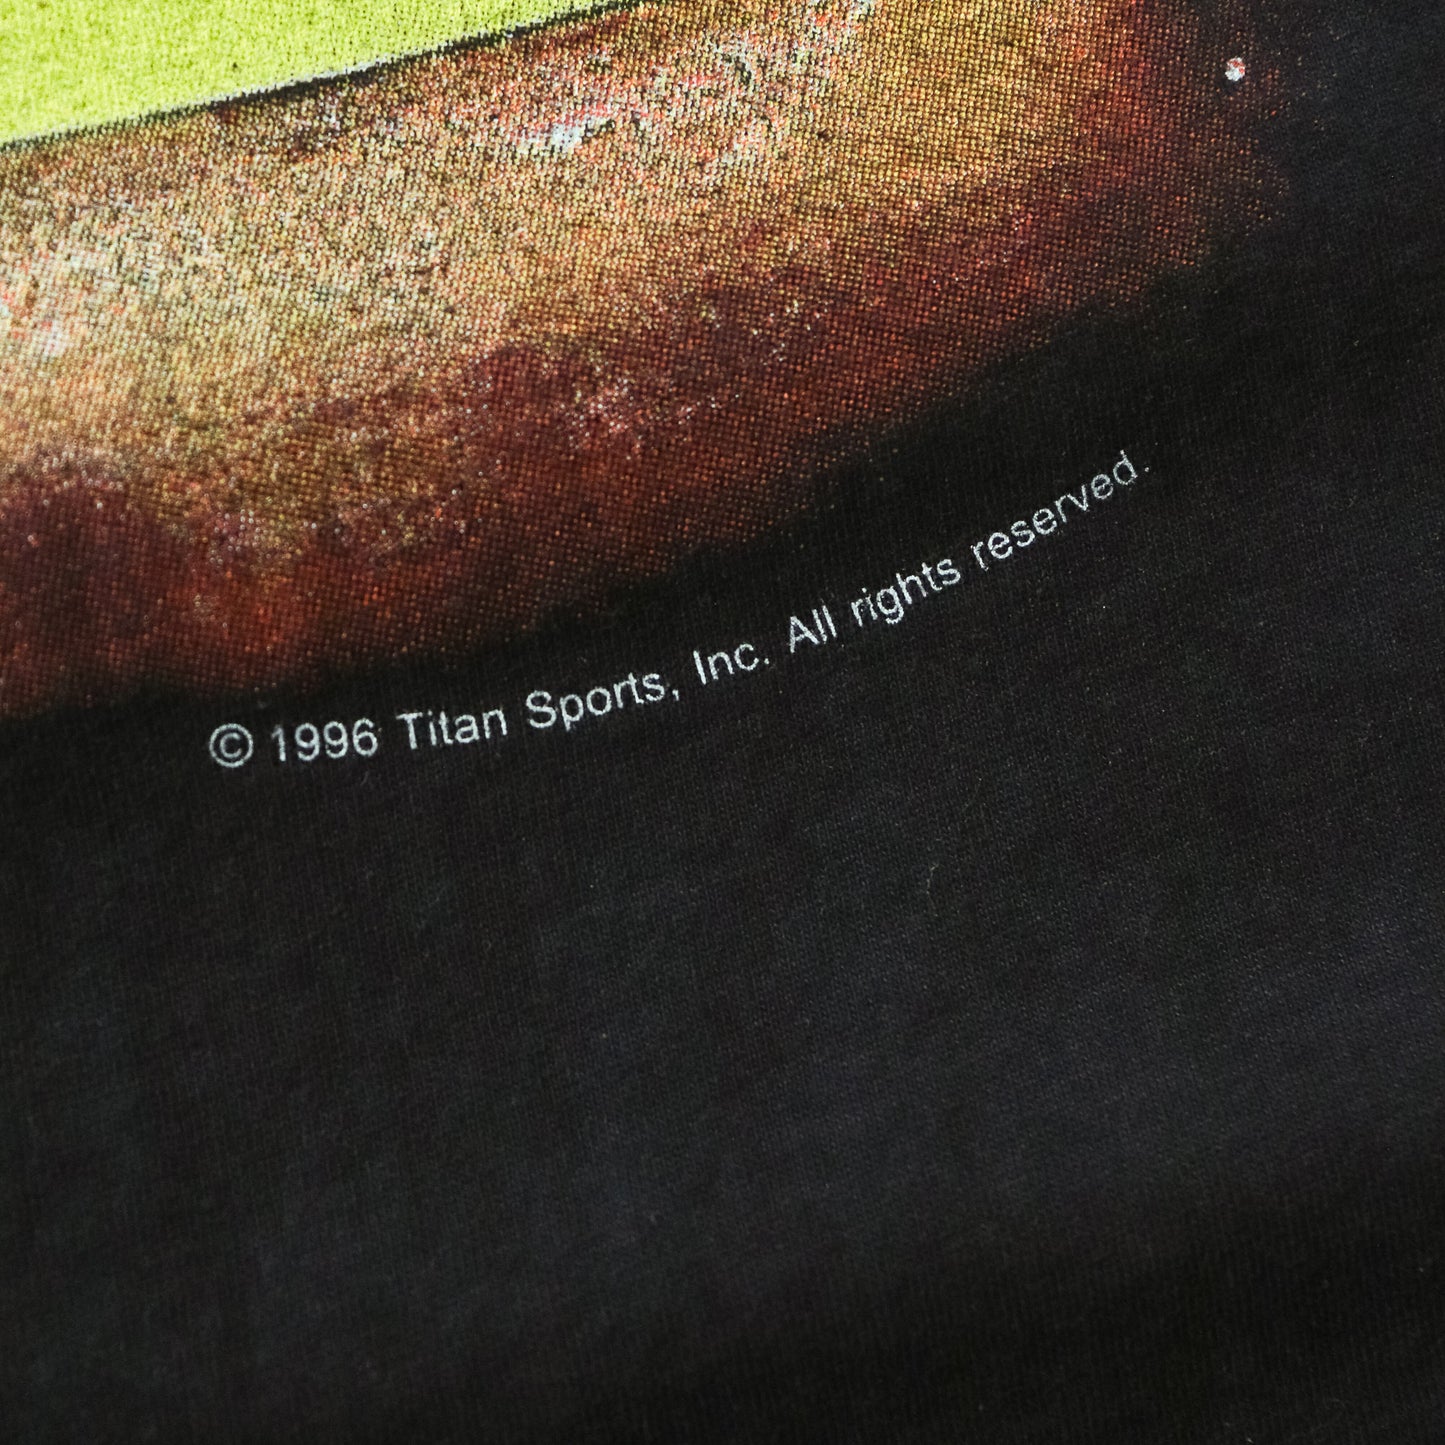 © 1996 Titan Sports, Inc. All rights reserved.